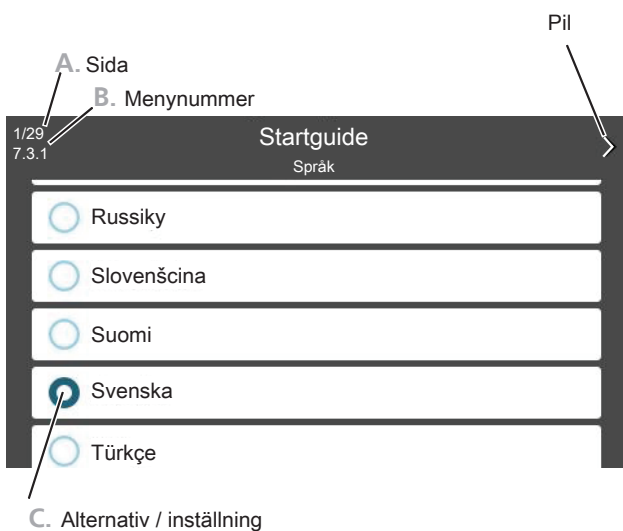 Pil
A. Sida
B. Menynummer
1/29
7.3.1
Startguide
Språk
Russiky
Slovenšcina
Suomi
Svenska
Türkçe
C. Alternativ / inställning